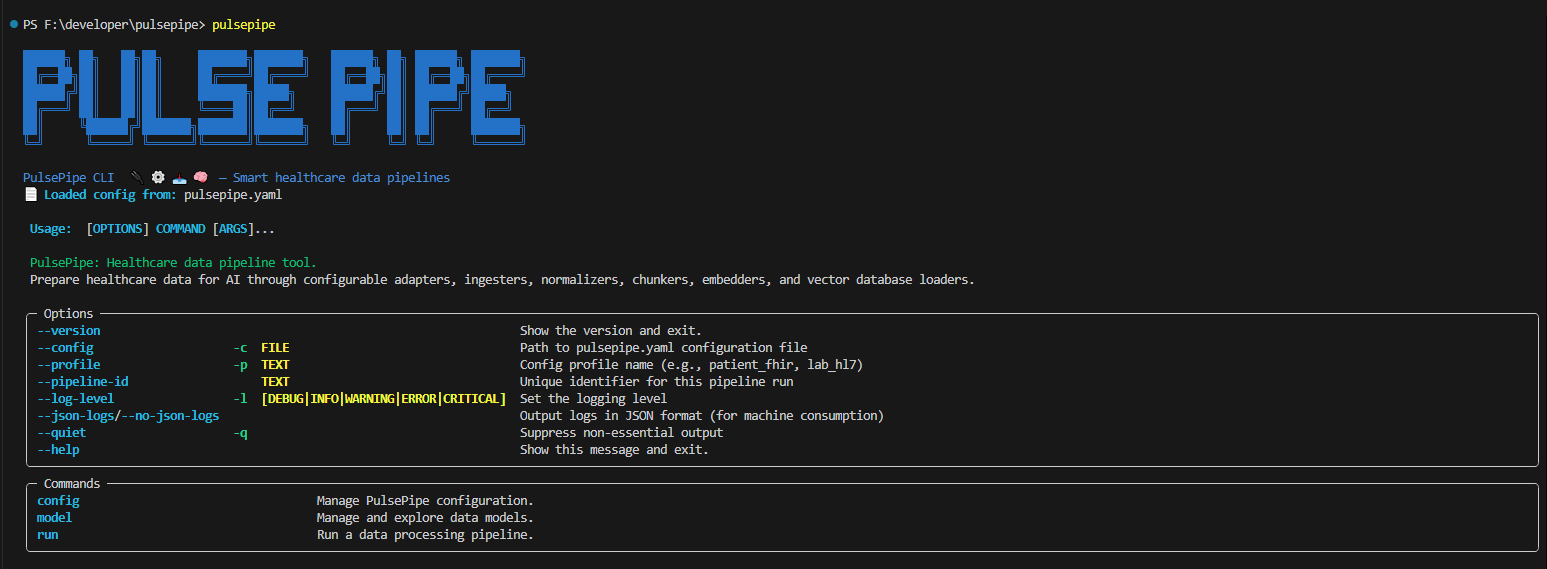 PS F:\developer\pulsepipe> pulsepipe
PULSE PIPE
PulsePipe CLI 🔌 ⚙️ 🏥 🧠 — Smart healthcare data pipelines
📄 Loaded config from: pulsepipe.yaml
Usage: [OPTIONS] COMMAND [ARGS]...
PulsePipe: Healthcare data pipeline tool.
Prepare healthcare data for AI through configurable adapters, ingesters, normalizers, chunkers, embedders, and vector database loaders.
Options
--version Show the version and exit.
--config -c FILE Path to pulsepipe.yaml configuration file
--profile -p TEXT Config profile name (e.g., patient_fhir, lab_hl7)
--pipeline-id TEXT Unique identifier for this pipeline run
--log-level -l [DEBUG|INFO|WARNING|ERROR|CRITICAL] Set the logging level
--json-logs/--no-json-logs Output logs in JSON format (for machine consumption)
--quiet -q Suppress non-essential output
--help Show this message and exit.
Commands
config Manage PulsePipe configuration.
model Manage and explore data models.
run Run a data processing pipeline.